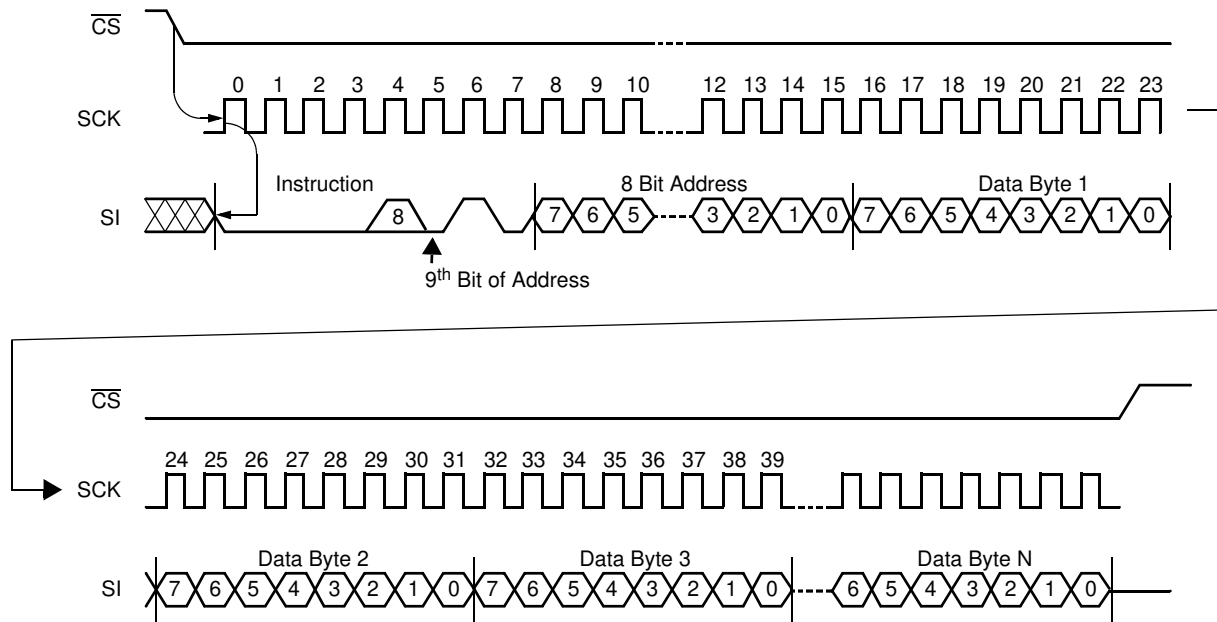 CS
0 1 2 3 4 5 6 7 8 9 10 12 13 14 15 16 17 18 19 20 21 22 23
SCK
Instruction 8 Bit Address Data Byte 1
SI 8 7 6 5 3 2 1 0 7 6 5 4 3 2 1 0
9th Bit of Address
CS
24 25 26 27 28 29 30 31 32 33 34 35 36 37 38 39
SCK
Data Byte 2 Data Byte 3 Data Byte N
SI 7 6 5 4 3 2 1 0 7 6 5 4 3 2 1 0 6 5 4 3 2 1 0